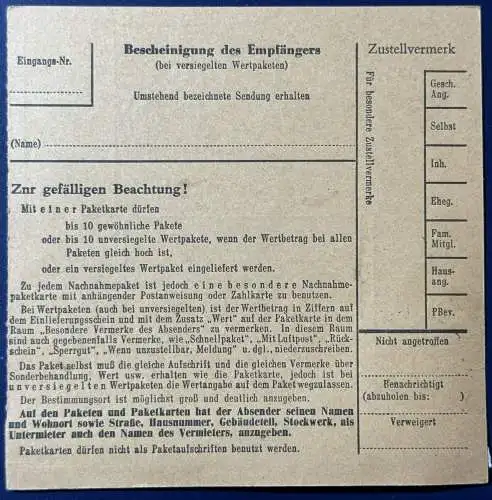 Eingangs-Nr.
Bescheinigung des Empfängers
(bei versiegelten Wertpaketen)
Umstehend bezeichnete Sendung erhalten
(Name)
Znr gefälligen Beachtung!
Mit einer Paketkarte dürfen
bis 10 gewöhnliche Pakete
oder bis 10 unversiegelte Wertpakete, wenn der Wertbetrag bei allen
Paketen gleich hoch ist,
oder ein versiegeltes Wertpaket eingeliefert werden.
Zu jedem Nachnahmepaket ist jedoch eine besondere Nachnahme-
paketkarte mit anhängender Postanweisung oder Zahlkarte zu benutzen.
Bei Wertpaketen (auch bei unversiegelten) ist der Wertbetrag in Ziffern auf
dem Einlieferungsschein und mit dem Zusatz „Wert" auf der Paketkarte in dem
Raum „Besondere Vermerke des Absenders" zu vermerken. In diesem Raum
sind auch gegebenenfalls Vermerke, wie „Schnellpaket", „Mit Luftpost", „Rück-
schein", „Sperrgut", „Wenn unzustellbar, Meldung" u. dgl., niederzuschreiben.
Das Paket selbst muß die gleiche Aufschrift und die gleichen Vermerke über
Sonderbehandlung, Wert usw. erhalten wie die Paketkarte, jedoch ist bei
unversiegelten Wertpaketen die Wertangabe auf dem Paket wegzulassen.
Der Bestimmungsort ist möglichst groß und deutlich anzugeben.
Auf den Paketen und Paketkarten hat der Absender seinen Namen
und Wohnort sowie Straße, Hausnummer, Gebäudeteil, Stockwerk, als
Untermieter auch den Namen des Vermieters, anzugeben.
Paketkarten dürfen nicht als Paketaufschriften benutzt werden.
Zustellvermerk
Für besondere Zustellvermerke
Gesch.
Ang.
Selbst
Inh.
Eheg.
Fam.
Mitgl.
Haus-
ang.
PBev.
Nicht angetroffen
Benachrichtigt
(abzuholen bis: )
Verweigert